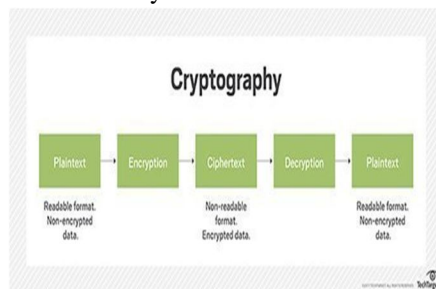 Cryptography
Plaintext
Encryption
Ciphertext
Decryption
Plaintext
Readable format.
Non-encrypted
data.
Non-readable
format.
Encrypted data.
Readable format.
Non-encrypted
data.
TechTarget